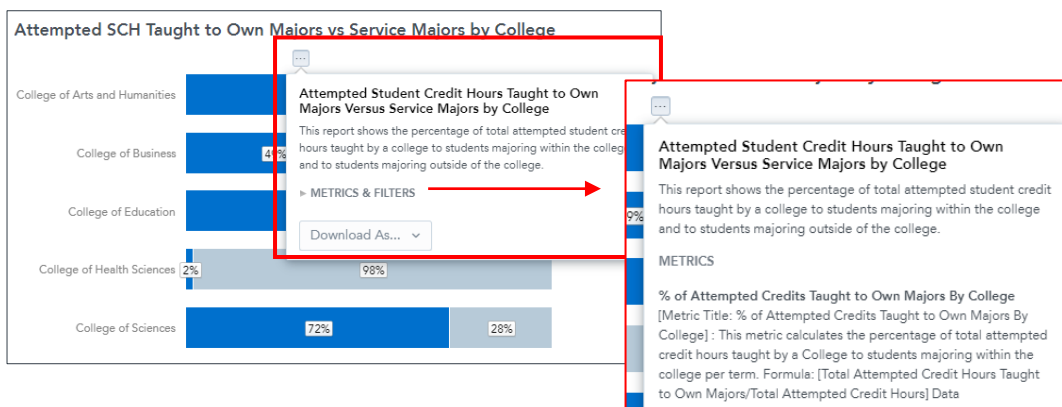 Attempted SCH Taught to Own Majors vs Service Majors by College
College of Arts and Humanities
College of Business
College of Education
College of Health Sciences
2%
98%
College of Sciences
72%
28%
Attempted Student Credit Hours Taught to Own
Majors Versus Service Majors by College
This report shows the percentage of total attempted student
hours taught by a college to students majoring within the
and to students majoring outside of the college.
▸ METRICS & FILTERS
Download As...
9%
Attempted Student Credit Hours Taught to Own
Majors Versus Service Majors by College
This report shows the percentage of total attempted student credit
hours taught by a college to students majoring within the college
and to students majoring outside of the college.
METRICS
% of Attempted Credits Taught to Own Majors By College
[Metric Title: % of Attempted Credits Taught to Own Majors By
College] : This metric calculates the percentage of total attempted
credit hours taught by a College to students majoring within the
college per term. Formula: [Total Attempted Credit Hours Taught
to Own Majors/Total Attempted Credit Hours] Data